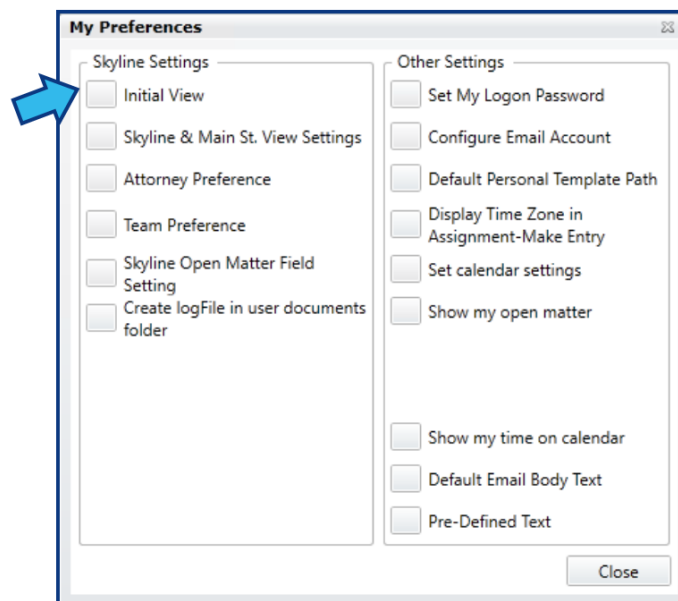 My Preferences
Skyline Settings
Initial View
Skyline & Main St. View Settings
Attorney Preference
Team Preference
Skyline Open Matter Field
Setting
Create logFile in user documents
folder
Other Settings
Set My Logon Password
Configure Email Account
Default Personal Template Path
Display Time Zone in
Assignment-Make Entry
Set calendar settings
Show my open matter
Show my time on calendar
Default Email Body Text
Pre-Defined Text
Close